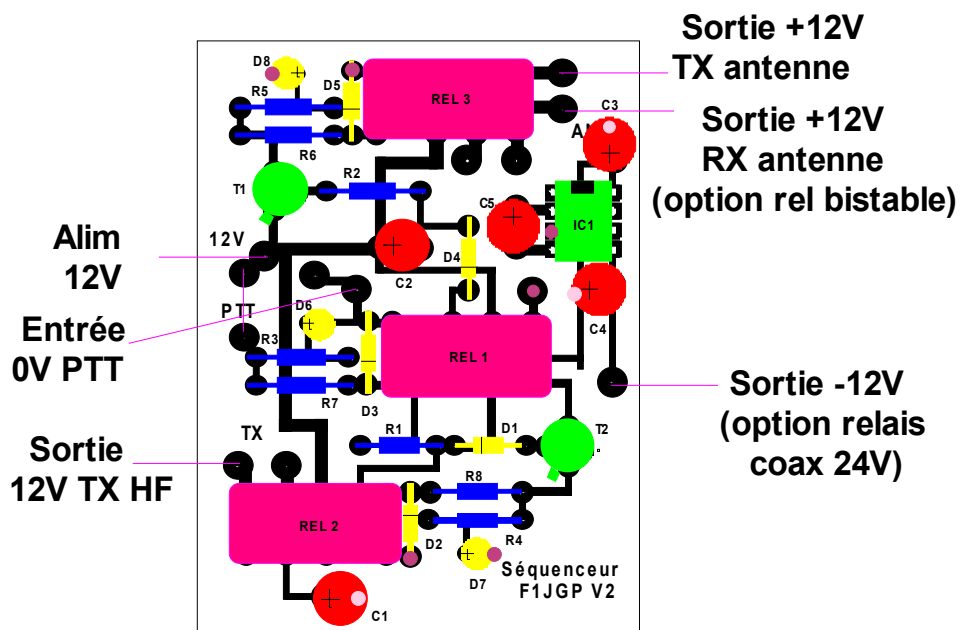 Sortie +12V
TX antenne
Sortie +12V
RX antenne
(option rel bistable)
Alim
12V
Entrée
0V PTT
Sortie
12V TX HF
Sortie -12V
(option relais
coax 24V)
D8
D5
REL 3
C3
R5
R6
R2
T1
C5
IC1
12V
D4
C2
PTT
D6
C4
R3
REL 1
R7
D3
TX
R1
D1
T2
R8
REL 2
D2
R4
D7
Séquenceur
F1JGP V2
C1